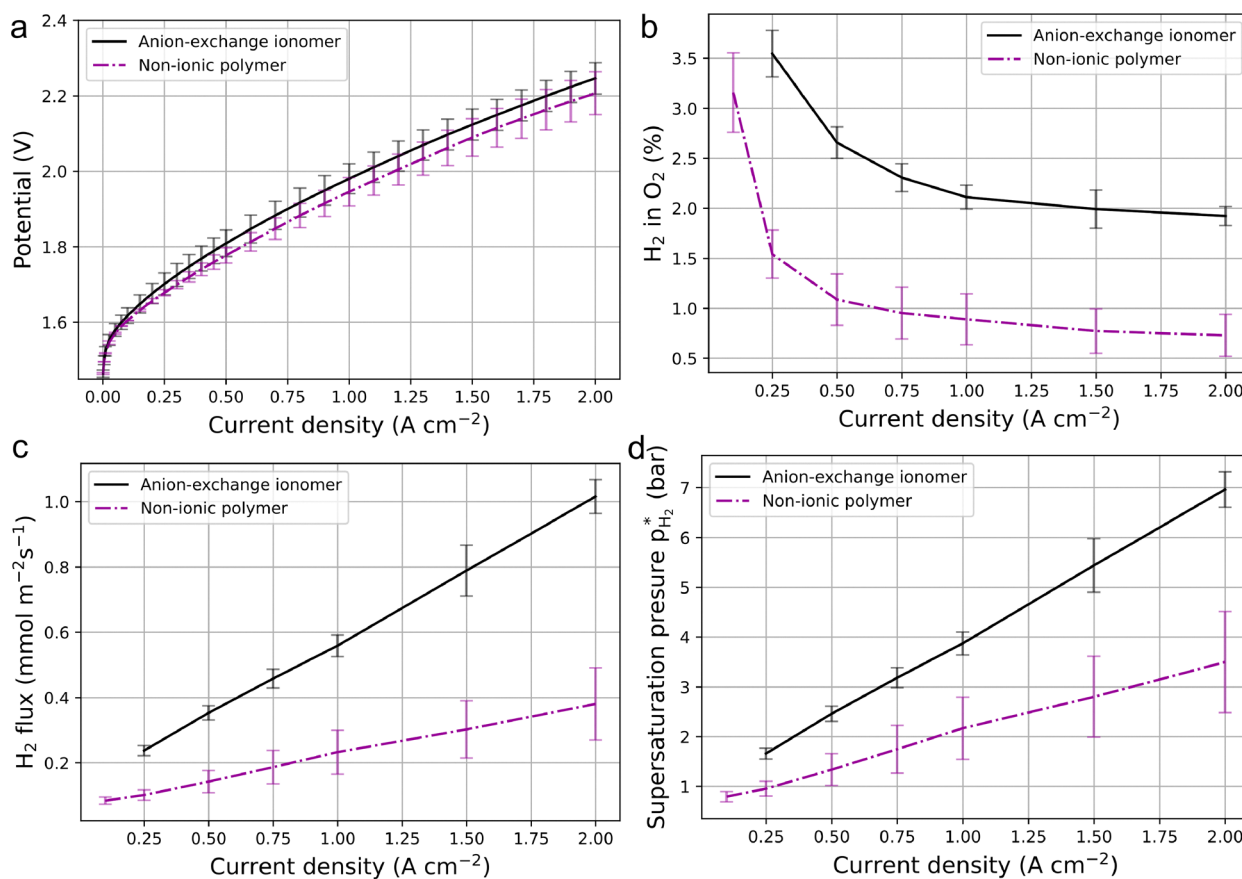 a
2.4
2.2
2.0
1.8
1.6
Potential (V)
Anion-exchange ionomer
Non-ionic polymer
0.00 0.25 0.50 0.75 1.00 1.25 1.50 1.75 2.00
Current density (A cm⁻²)
b
3.5
3.0
2.5
2.0
1.5
1.0
0.5
H₂ in O₂ (%)
Anion-exchange ionomer
Non-ionic polymer
0.25 0.50 0.75 1.00 1.25 1.50 1.75 2.00
Current density (A cm⁻²)
c
1.0
0.8
0.6
0.4
0.2
H₂ flux (mmol m⁻²s⁻¹)
Anion-exchange ionomer
Non-ionic polymer
0.25 0.50 0.75 1.00 1.25 1.50 1.75 2.00
Current density (A cm⁻²)
d
7
6
5
4
3
2
1
Supersaturation presure p*H₂ (bar)
Anion-exchange ionomer
Non-ionic polymer
0.25 0.50 0.75 1.00 1.25 1.50 1.75 2.00
Current density (A cm⁻²)